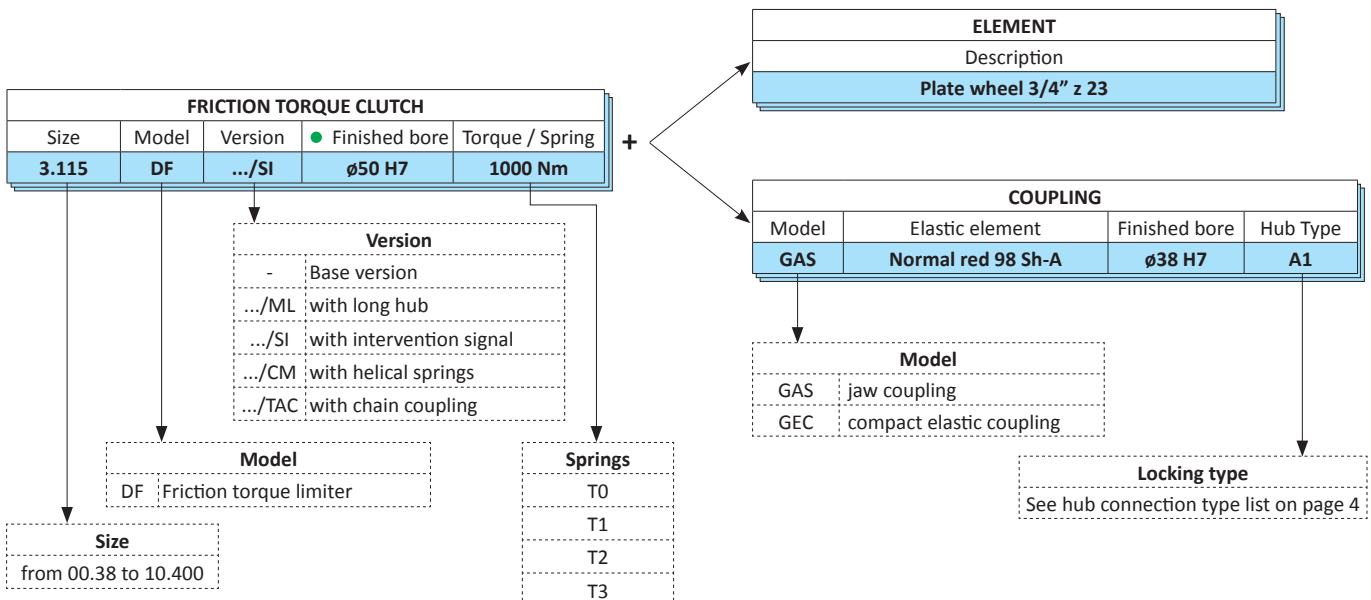 ELEMENT
Description
Plate wheel 3/4” z 23
FRICTION TORQUE CLUTCH
Size Model Version ● Finished bore Torque / Spring
3.115 DF .../SI ø50 H7 1000 Nm
+
COUPLING
Model Elastic element Finished bore Hub Type
GAS Normal red 98 Sh-A ø38 H7 A1
Version
- Base version
.../ML with long hub
.../SI with intervention signal
.../CM with helical springs
.../TAC with chain coupling
Model
GAS jaw coupling
GEC compact elastic coupling
Model
DF Friction torque limiter
Springs
T0
T1
T2
T3
Locking type
See hub connection type list on page 4
Size
from 00.38 to 10.400